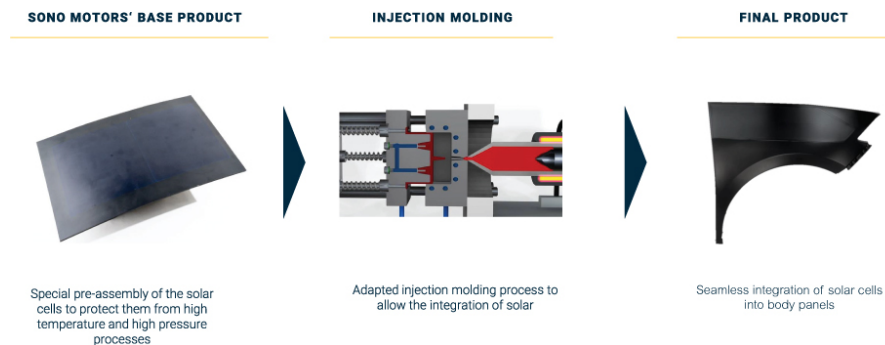 SONO MOTORS' BASE PRODUCT
INJECTION MOLDING
FINAL PRODUCT
Special pre-assembly of the solar
cells to protect them from high
temperature and high pressure
processes
Adapted injection molding process to
allow the integration of solar
Seamless integration of solar cells
into body panels